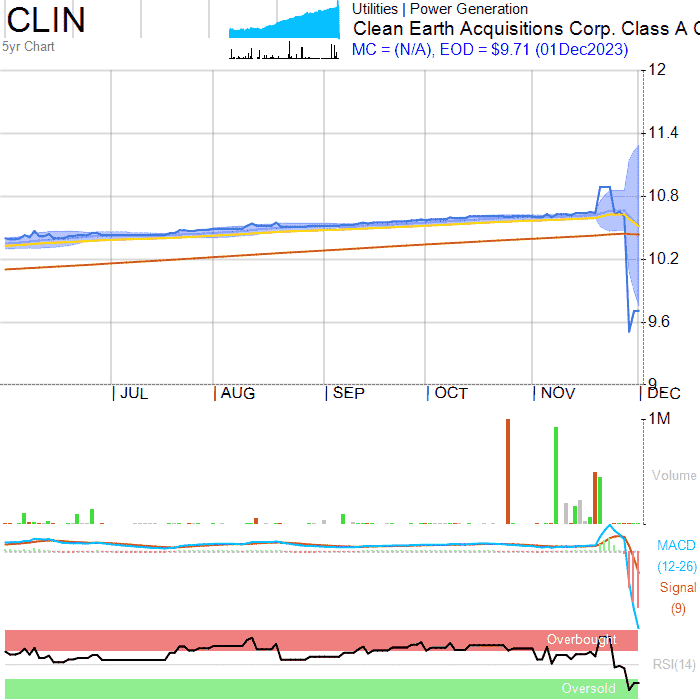 CLIN
5yr Chart
Utilities | Power Generation
Clean Earth Acquisitions Corp. Class A C
MC = (N/A), EOD = $9.71 (01Dec2023)
12
11.4
10.8
10.2
9.6
9
JUL
AUG
SEP
OCT
NOV
DEC
1M
Volume
MACD
(12-26)
Signal
(9)
Overbought
RSI(14)
Oversold